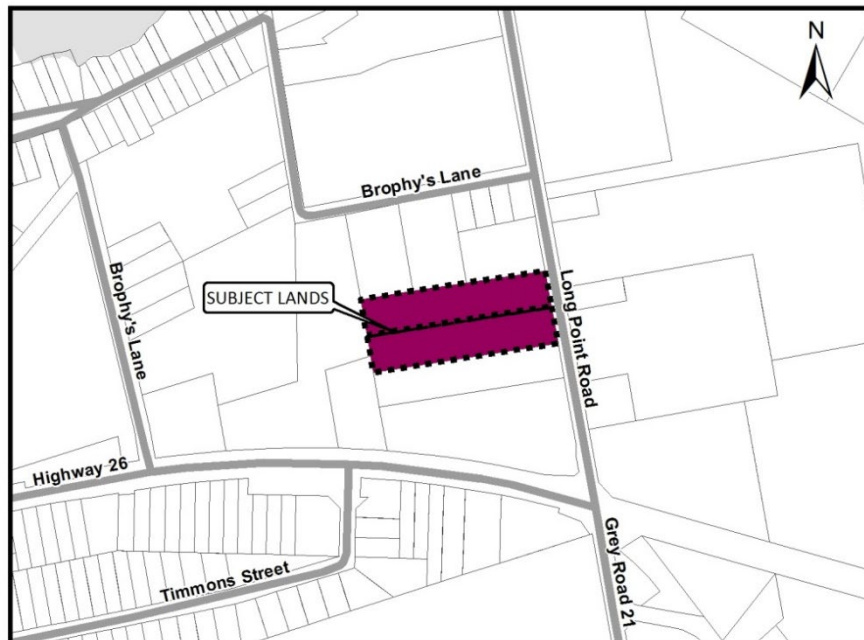 N
Brophy's Lane
SUBJECT LANDS
Long Point Road
Brophy's Lane
Highway 26
Timmons Street
Grey Road 21